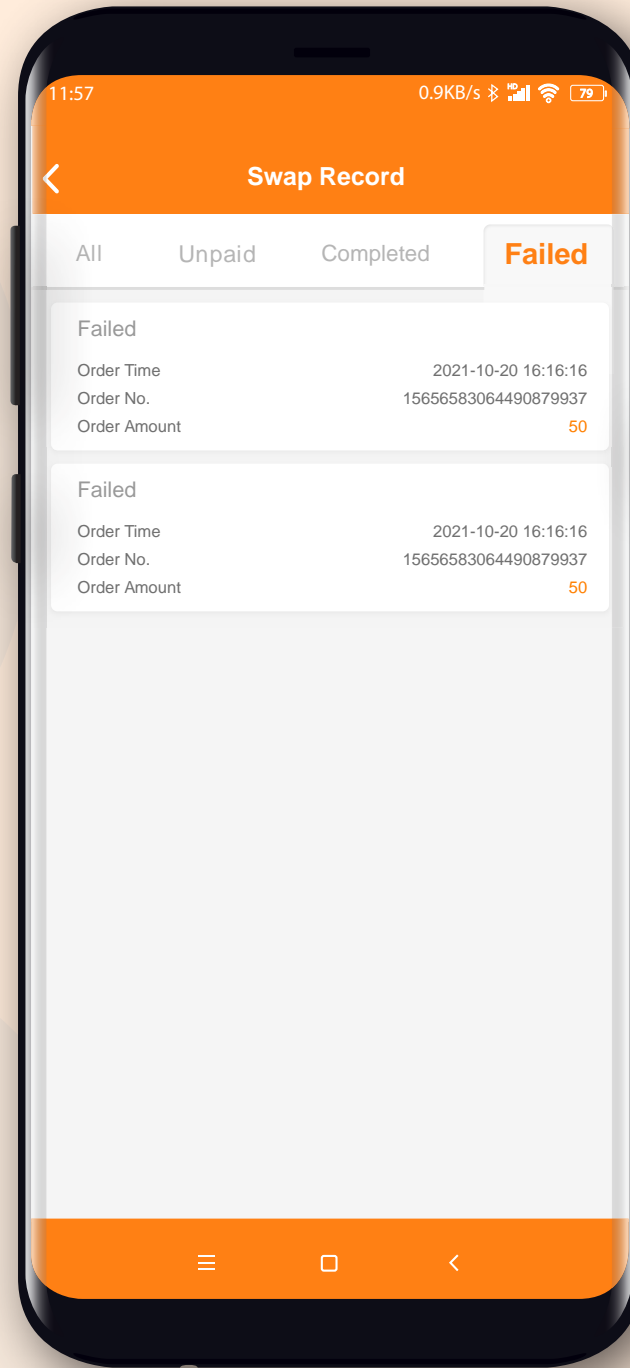 11:57 0.9KB/s HD 79
Swap Record
All Unpaid Completed Failed
Failed
Order Time 2021-10-20 16:16:16
Order No. 15656583064490879937
Order Amount 50
Failed
Order Time 2021-10-20 16:16:16
Order No. 15656583064490879937
Order Amount 50